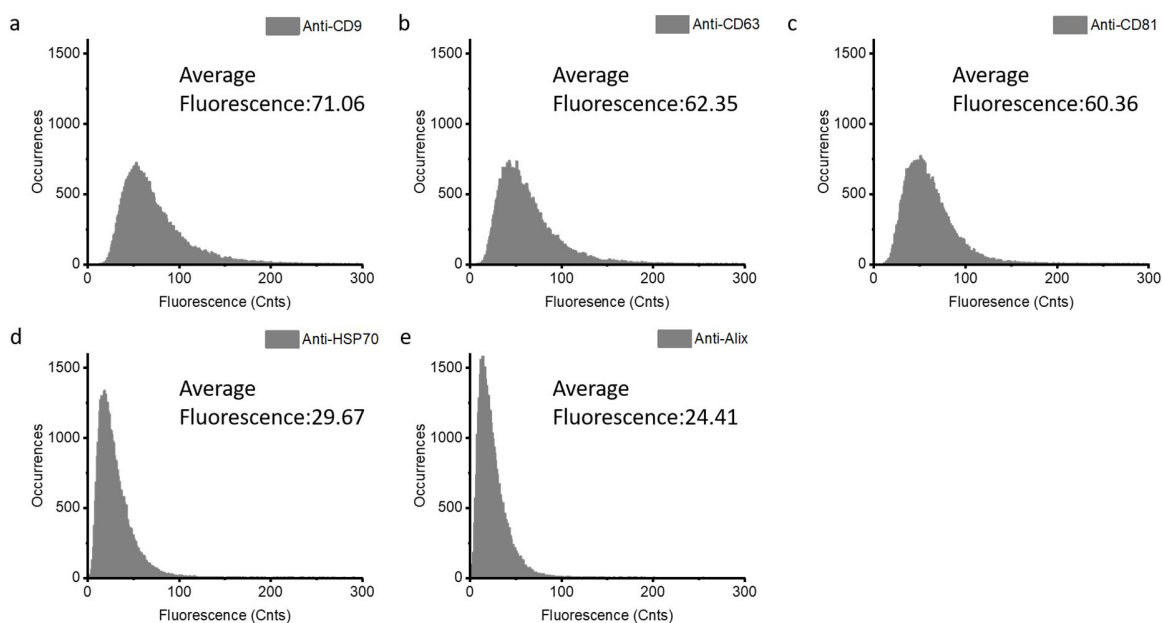 a
Anti-CD9
1500
1000
500
0
Occurrences
Average
Fluorescence:71.06
0 100 200 300
Fluorescence (Cnts)
b
Anti-CD63
1500
1000
500
0
Occurrences
Average
Fluorescence:62.35
0 100 200 300
Fluoresence (Cnts)
c
Anti-CD81
1500
1000
500
0
Occurrences
Average
Fluorescence:60.36
0 100 200 300
Fluorescence (Cnts)
d
Anti-HSP70
1500
1000
500
0
Occurrences
Average
Fluorescence:29.67
0 100 200 300
Fluorescence (Cnts)
e
Anti-Alix
1500
1000
500
0
Occurrences
Average
Fluorescence:24.41
0 100 200 300
Fluorescence (Cnts)